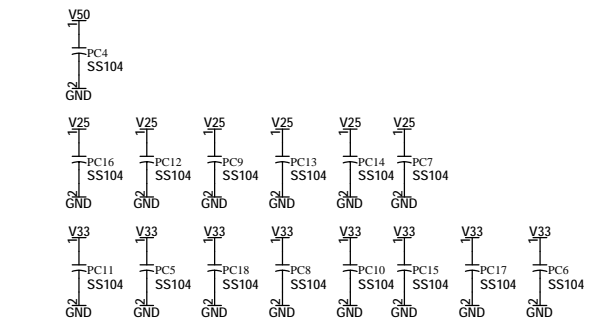 V50
1
PC4
SS104
2
GND
V25 V25 V25 V25 V25 V25
1 1 1 1 1 1
PC16 PC12 PC9 PC13 PC14 PC7
SS104 SS104 SS104 SS104 SS104 SS104
2 2 2 2 2 2
GND GND GND GND GND GND
V33 V33 V33 V33 V33 V33 V33 V33
1 1 1 1 1 1 1 1
PC11 PC5 PC18 PC8 PC10 PC15 PC17 PC6
SS104 SS104 SS104 SS104 SS104 SS104 SS104 SS104
2 2 2 2 2 2 2 2
GND GND GND GND GND GND GND GND